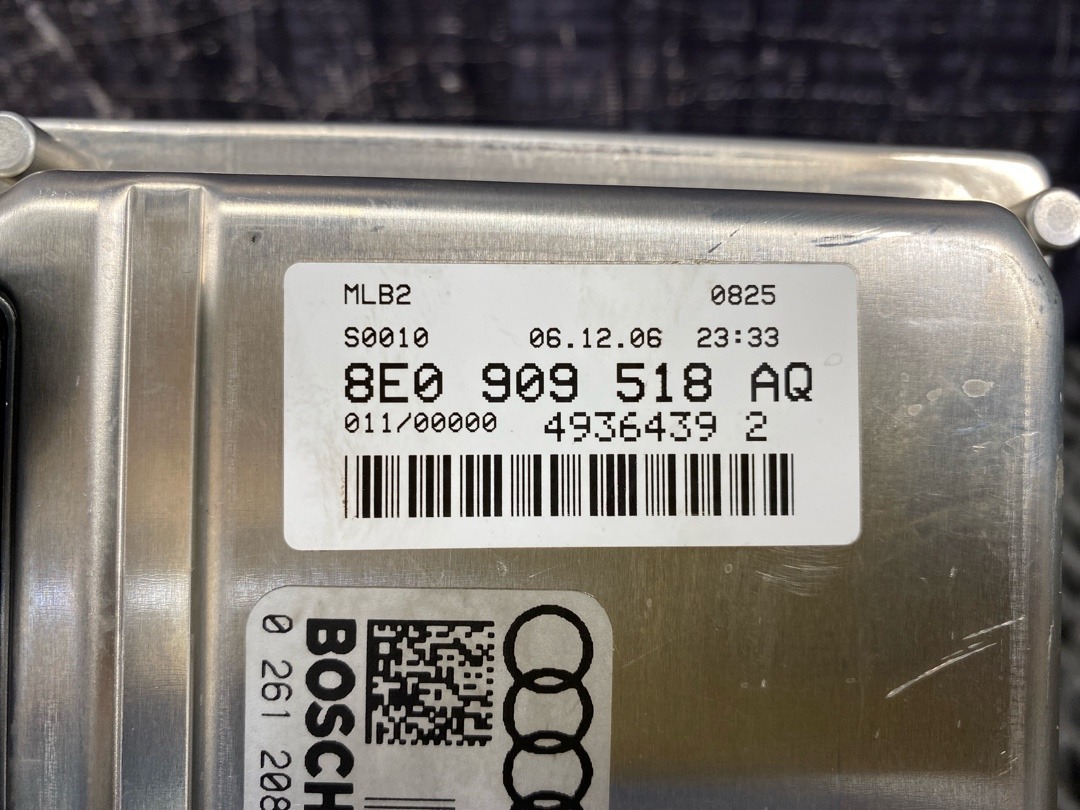 MLB2 0825
S0010 06.12.06 23:33
8E0 909 518 AQ
011/00000 4936439 2
BOSCH
0 261 208